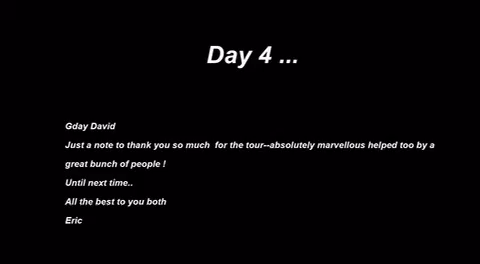 Day 4 ...
Gday David
Just a note to thank you so much  for the tour--absolutely marvellous helped too by a
great bunch of people !
Until next time..
All the best to you both
Eric